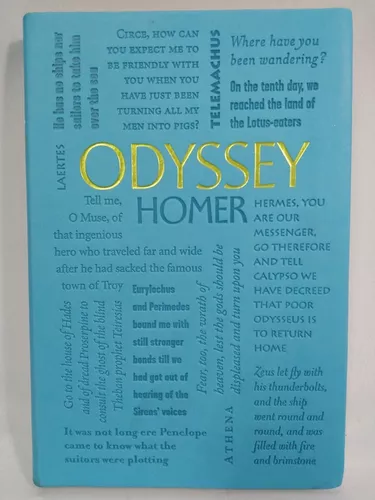 He has no ships nor
sailors to take him
over the sea
CIRCE, HOW CAN
YOU EXPECT ME TO
BE FRIENDLY WITH
YOU WHEN YOU
HAVE JUST BEEN
TURNING ALL MY
MEN INTO PIGS?
TELEMACHUS
Where have you
been wandering?
On the tenth day, we
reached the land of
the Lotus-eaters
LAERTES
ODYSSEY
HOMER
Tell me,
O Muse, of
that ingenious
hero who traveled far and wide
after he had sacked the famous
town of Troy
HERMES, YOU
ARE OUR
MESSENGER,
GO THEREFORE
AND TELL
CALYPSO WE
HAVE DECREED
THAT POOR
ODYSSEUS IS
TO RETURN
HOME
Go to the house of Hades
and of dread Proserpine to
consult the ghost of the blind
Theban prophet Teiresias
Eurylochus
and Perimedes
bound me with
still stronger
bonds till we
had got out of
hearing of the
Sirens' voices
Fear, too, the wrath of
heaven, lest the gods should be
displeased and turn upon you
ATHENA
Zeus let fly with
his thunderbolts,
and the ship
went round and
round, and was
filled with fire
and brimstone
It was not long ere Penelope
came to know what the
suitors were plotting